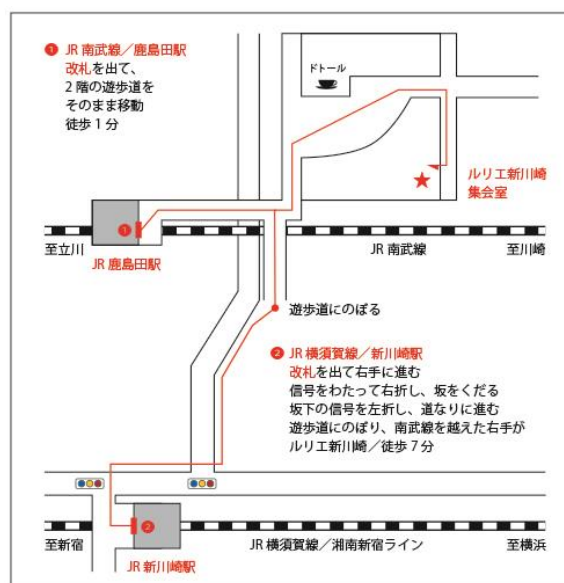 ❶ JR 南武線／鹿島田駅
改札を出て、
2 階の遊歩道を
そのまま移動
徒歩 1 分
ドトール
ルリエ新川崎
集会室
❶
至立川
JR 南武線
至川崎
JR 鹿島田駅
遊歩道にのぼる
❷ JR 横須賀線／新川崎駅
改札を出て右手に進む
信号をわたって右折し、坂をくだる
坂下の信号を左折し、道なりに進む
遊歩道にのぼり、南武線を越えた右手が
ルリエ新川崎／徒歩 7 分
❷
至新宿
JR 横須賀線／湘南新宿ライン
至横浜
JR 新川崎駅